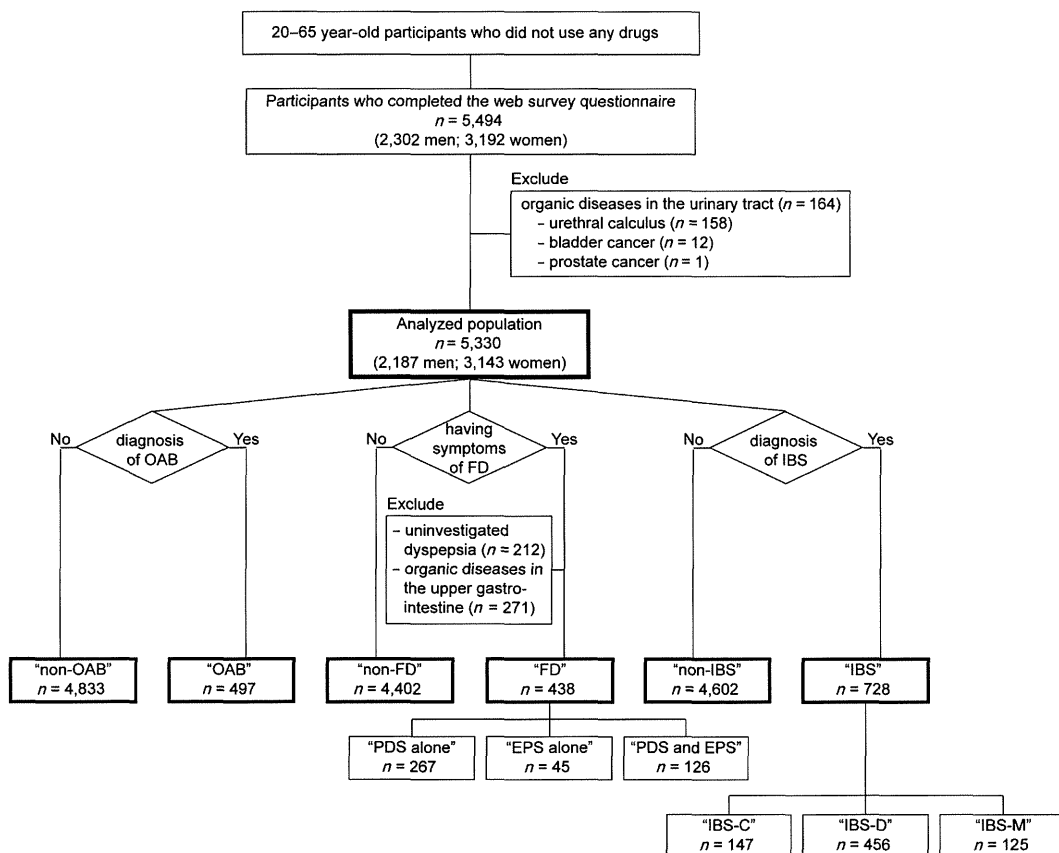 20–65 year-old participants who did not use any drugs
Participants who completed the web survey questionnaire
n = 5,494
(2,302 men; 3,192 women)
Exclude
organic diseases in the urinary tract (n = 164)
– urethral calculus (n = 158)
– bladder cancer (n = 12)
– prostate cancer (n = 1)
Analyzed population
n = 5,330
(2,187 men; 3,143 women)
No
diagnosis
of OAB
Yes
No
having
symptoms
of FD
Yes
No
diagnosis
of IBS
Yes
Exclude
– uninvestigated
dyspepsia (n = 212)
– organic diseases in
the upper gastro-
intestine (n = 271)
“non-OAB”
n = 4,833
“OAB”
n = 497
“non-FD”
n = 4,402
“FD”
n = 438
“non-IBS”
n = 4,602
“IBS”
n = 728
“PDS alone”
n = 267
“EPS alone”
n = 45
“PDS and EPS”
n = 126
“IBS-C”
n = 147
“IBS-D”
n = 456
“IBS-M”
n = 125